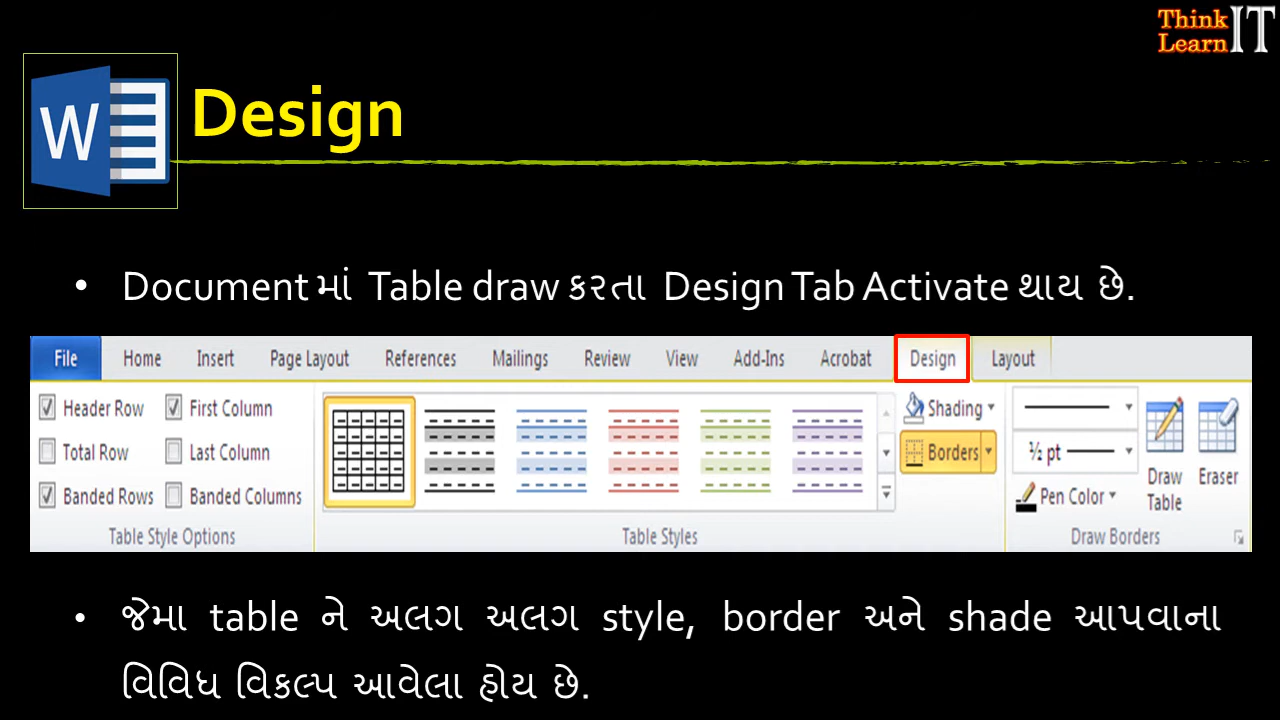 Think
Learn IT
W
Design
• Document માં Table draw કરતા Design Tab Activate થાય છે.
File Home Insert Page Layout References Mailings Review View Add-Ins Acrobat Design Layout
Header Row First Column Shading
Total Row Last Column Borders ½ pt
Banded Rows Banded Columns Pen Color Draw Table Eraser
Table Style Options Table Styles Draw Borders
• જેમા table ને અલગ અલગ style, border અને shade આપવાના
વિવિધ વિકલ્પ આવેલા હોય છે.